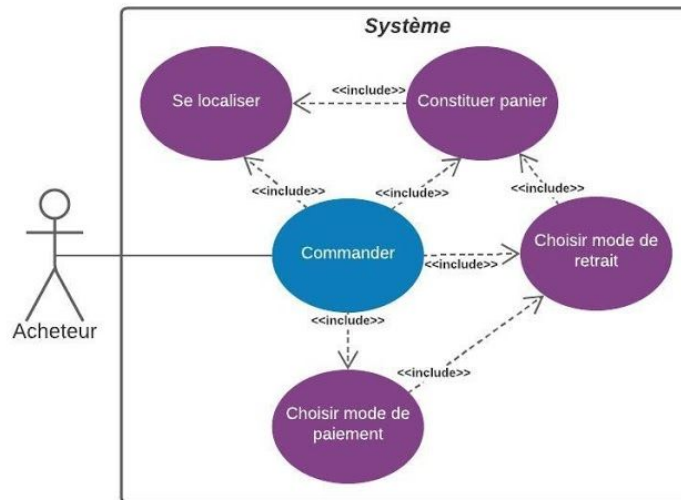 Système
Se localiser
<<include>>
Constituer panier
<<include>>
<<include>>
<<include>>
Commander
<<include>>
Choisir mode de
retrait
Acheteur
<<include>>
<<include>>
Choisir mode de
paiement